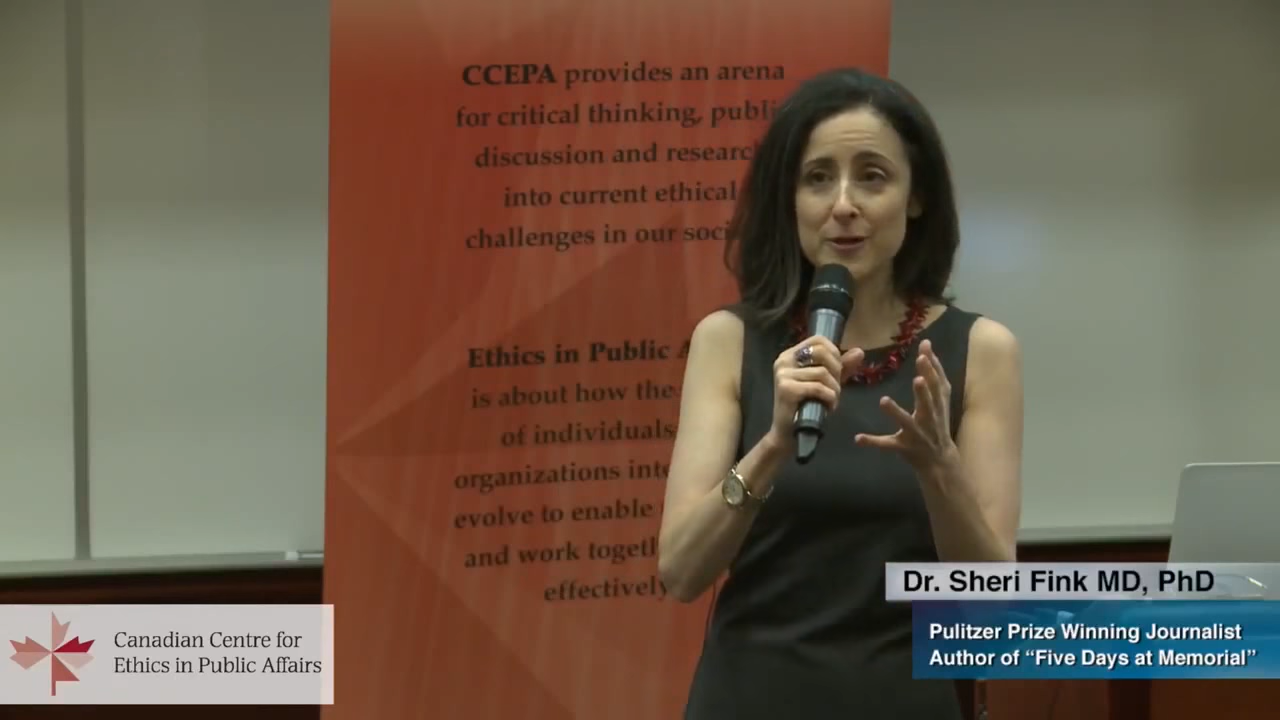 CCEPA provides an arena
for critical thinking, publi
discussion and researc
into current ethical
challenges in our soci
Ethics in Public A
is about how the
of individuals
organizations inte
evolve to enable
and work togeth
effectively
Dr. Sheri Fink MD, PhD
Pulitzer Prize Winning Journalist
Author of “Five Days at Memorial”
Canadian Centre for
Ethics in Public Affairs